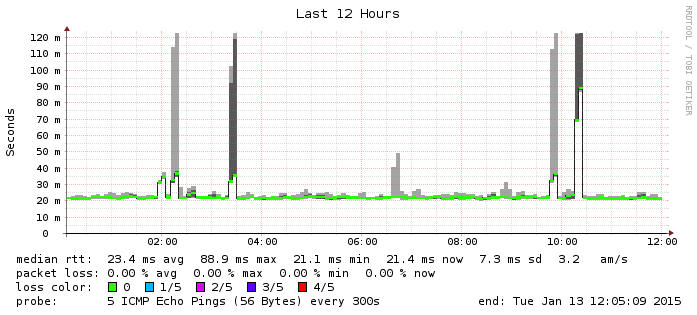 Last 12 Hours
RRDTOOL / TOBI OETIKER
Seconds
120 m
110 m
100 m
90 m
80 m
70 m
60 m
50 m
40 m
30 m
20 m
10 m
0
02:00 04:00 06:00 08:00 10:00 12:00
median rtt: 23.4 ms avg 88.9 ms max 21.1 ms min 21.4 ms now 7.3 ms sd 3.2 am/s
packet loss: 0.00 % avg 0.00 % max 0.00 % min 0.00 % now
loss color: 0 1/5 2/5 3/5 4/5
probe: 5 ICMP Echo Pings (56 Bytes) every 300s end: Tue Jan 13 12:05:09 2015